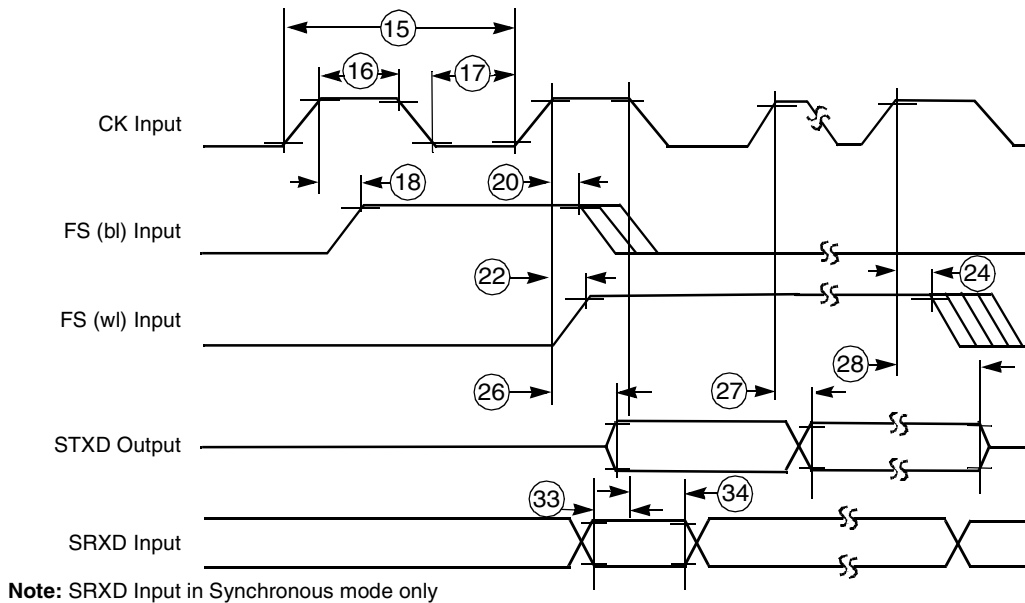 15
16
17
CK Input
18
20
FS (bl) Input
22
24
FS (wl) Input
26
27
28
STXD Output
33
34
SRXD Input
Note: SRXD Input in Synchronous mode only